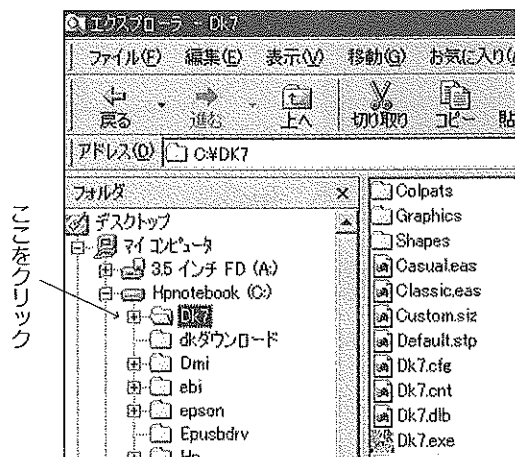 エクスプローラ - Dk7
ファイル(F) 編集(E) 表示(V) 移動(G) お気に入り(
戻る 進む 上へ 切り取り コピー 貼
アドレス(D) C:¥DK7
フォルダ ×
デスクトップ
マイ コンピュータ
3.5 インチ FD (A:)
Hpnotebook (C:)
Dk7
dkダウンロード
Dmi
ebi
epson
Epusbdrv
Hp
Colpats
Graphics
Shapes
Casual.eas
Classic.eas
Custom.siz
Default.stp
Dk7.cfg
Dk7.cnt
Dk7.dlb
Dk7.exe
ここをクリック